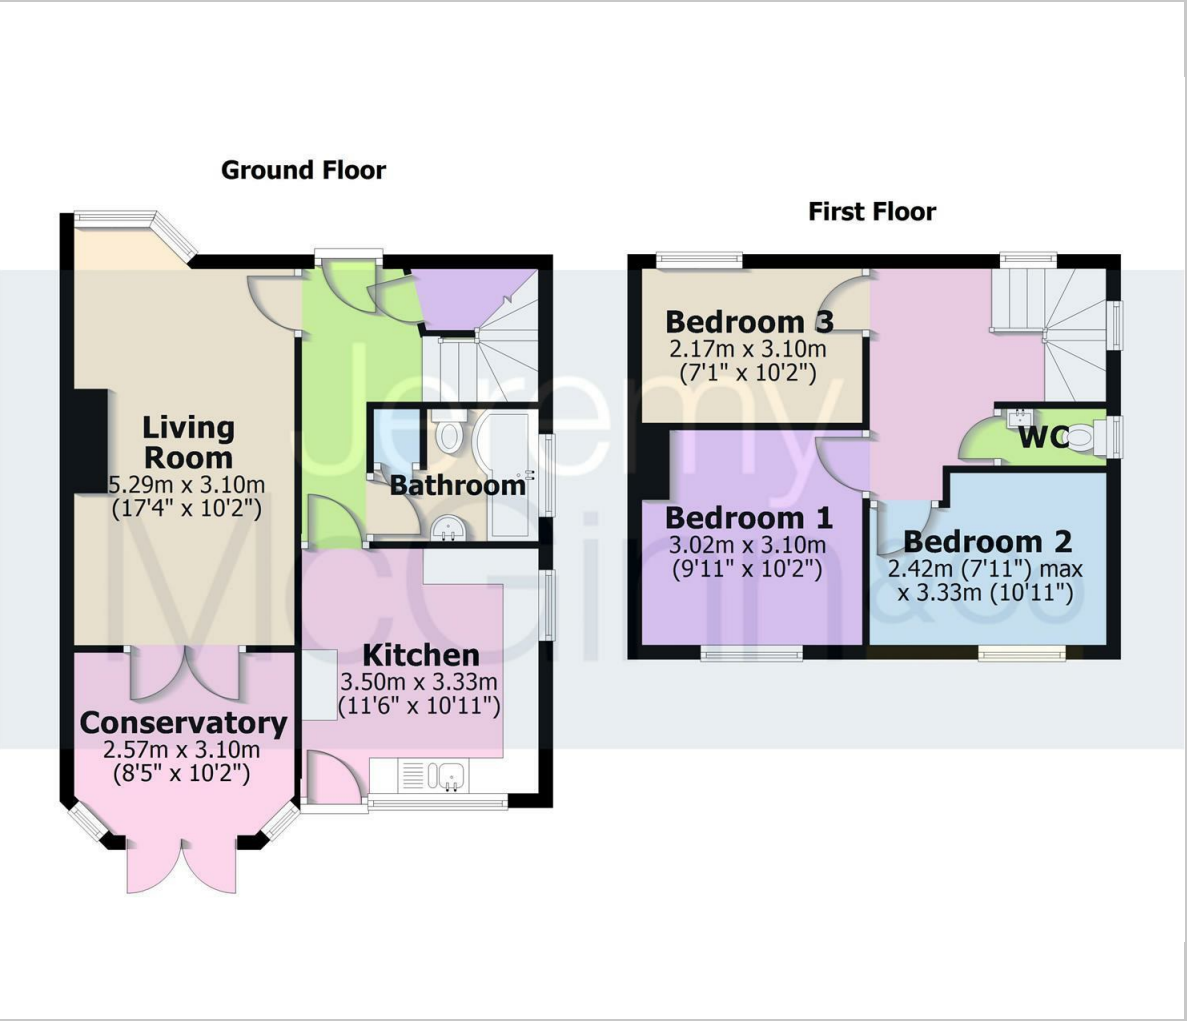 Ground Floor
First Floor
Living
Room
5.29m x 3.10m
(17'4" x 10'2")
Bathroom
Kitchen
3.50m x 3.33m
(11'6" x 10'11")
Conservatory
2.57m x 3.10m
(8'5" x 10'2")
Bedroom 3
2.17m x 3.10m
(7'1" x 10'2")
WC
Bedroom 1
3.02m x 3.10m
(9'11" x 10'2")
Bedroom 2
2.42m (7'11") max
x 3.33m (10'11")
Jeremy
McGinn & Co